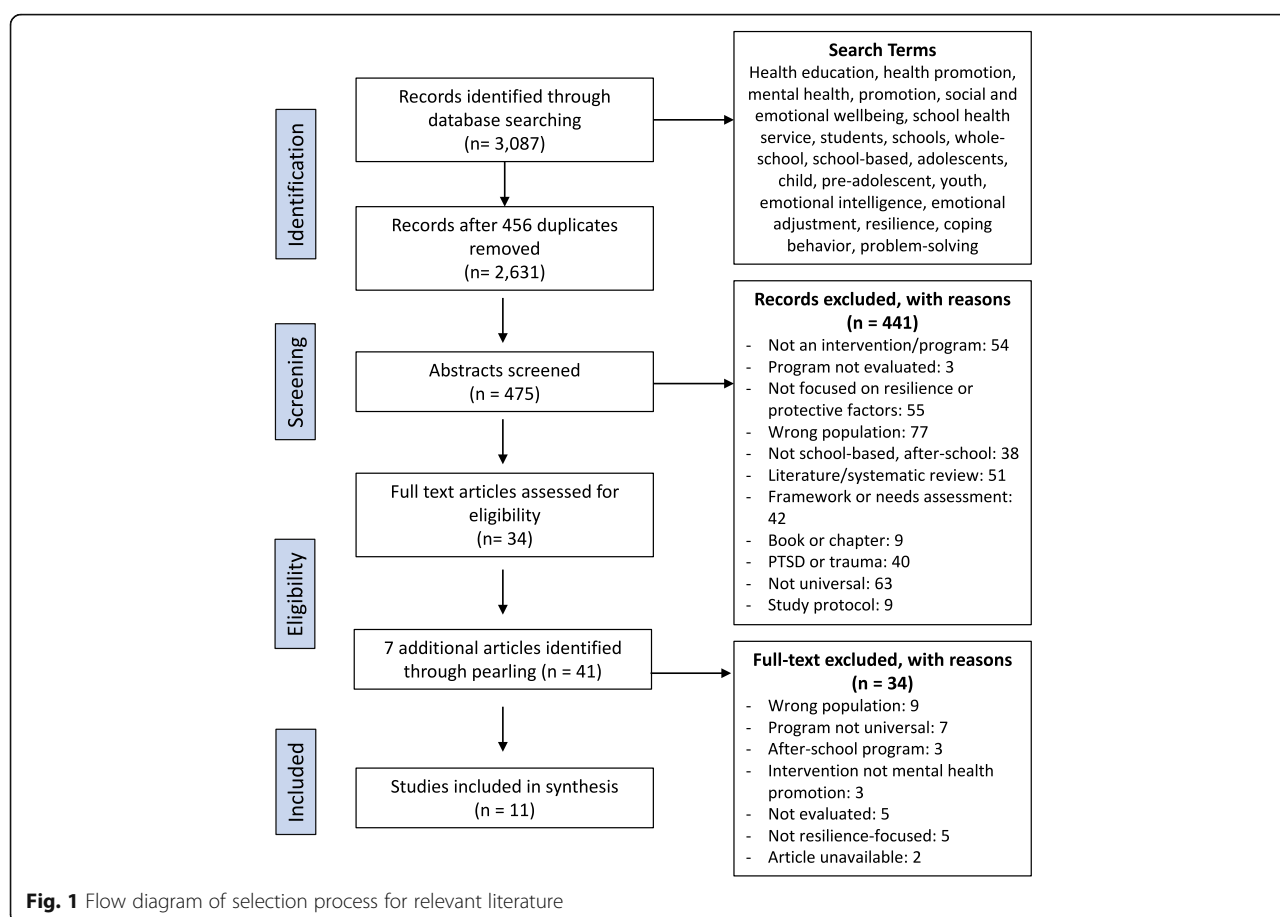 Identification
Records identified through
database searching
(n= 3,087)
Search Terms
Health education, health promotion,
mental health, promotion, social and
emotional wellbeing, school health
service, students, schools, whole-
school, school-based, adolescents,
child, pre-adolescent, youth,
emotional intelligence, emotional
adjustment, resilience, coping
behavior, problem-solving
Records after 456 duplicates
removed
(n= 2,631)
Screening
Abstracts screened
(n = 475)
Records excluded, with reasons
(n = 441)
- Not an intervention/program: 54
- Program not evaluated: 3
- Not focused on resilience or
protective factors: 55
- Wrong population: 77
- Not school-based, after-school: 38
- Literature/systematic review: 51
- Framework or needs assessment:
42
- Book or chapter: 9
- PTSD or trauma: 40
- Not universal: 63
- Study protocol: 9
Eligibility
Full text articles assessed for
eligibility
(n= 34)
7 additional articles identified
through pearling (n = 41)
Full-text excluded, with reasons
(n = 34)
- Wrong population: 9
- Program not universal: 7
- After-school program: 3
- Intervention not mental health
promotion: 3
- Not evaluated: 5
- Not resilience-focused: 5
- Article unavailable: 2
Included
Studies included in synthesis
(n = 11)
Fig. 1 Flow diagram of selection process for relevant literature